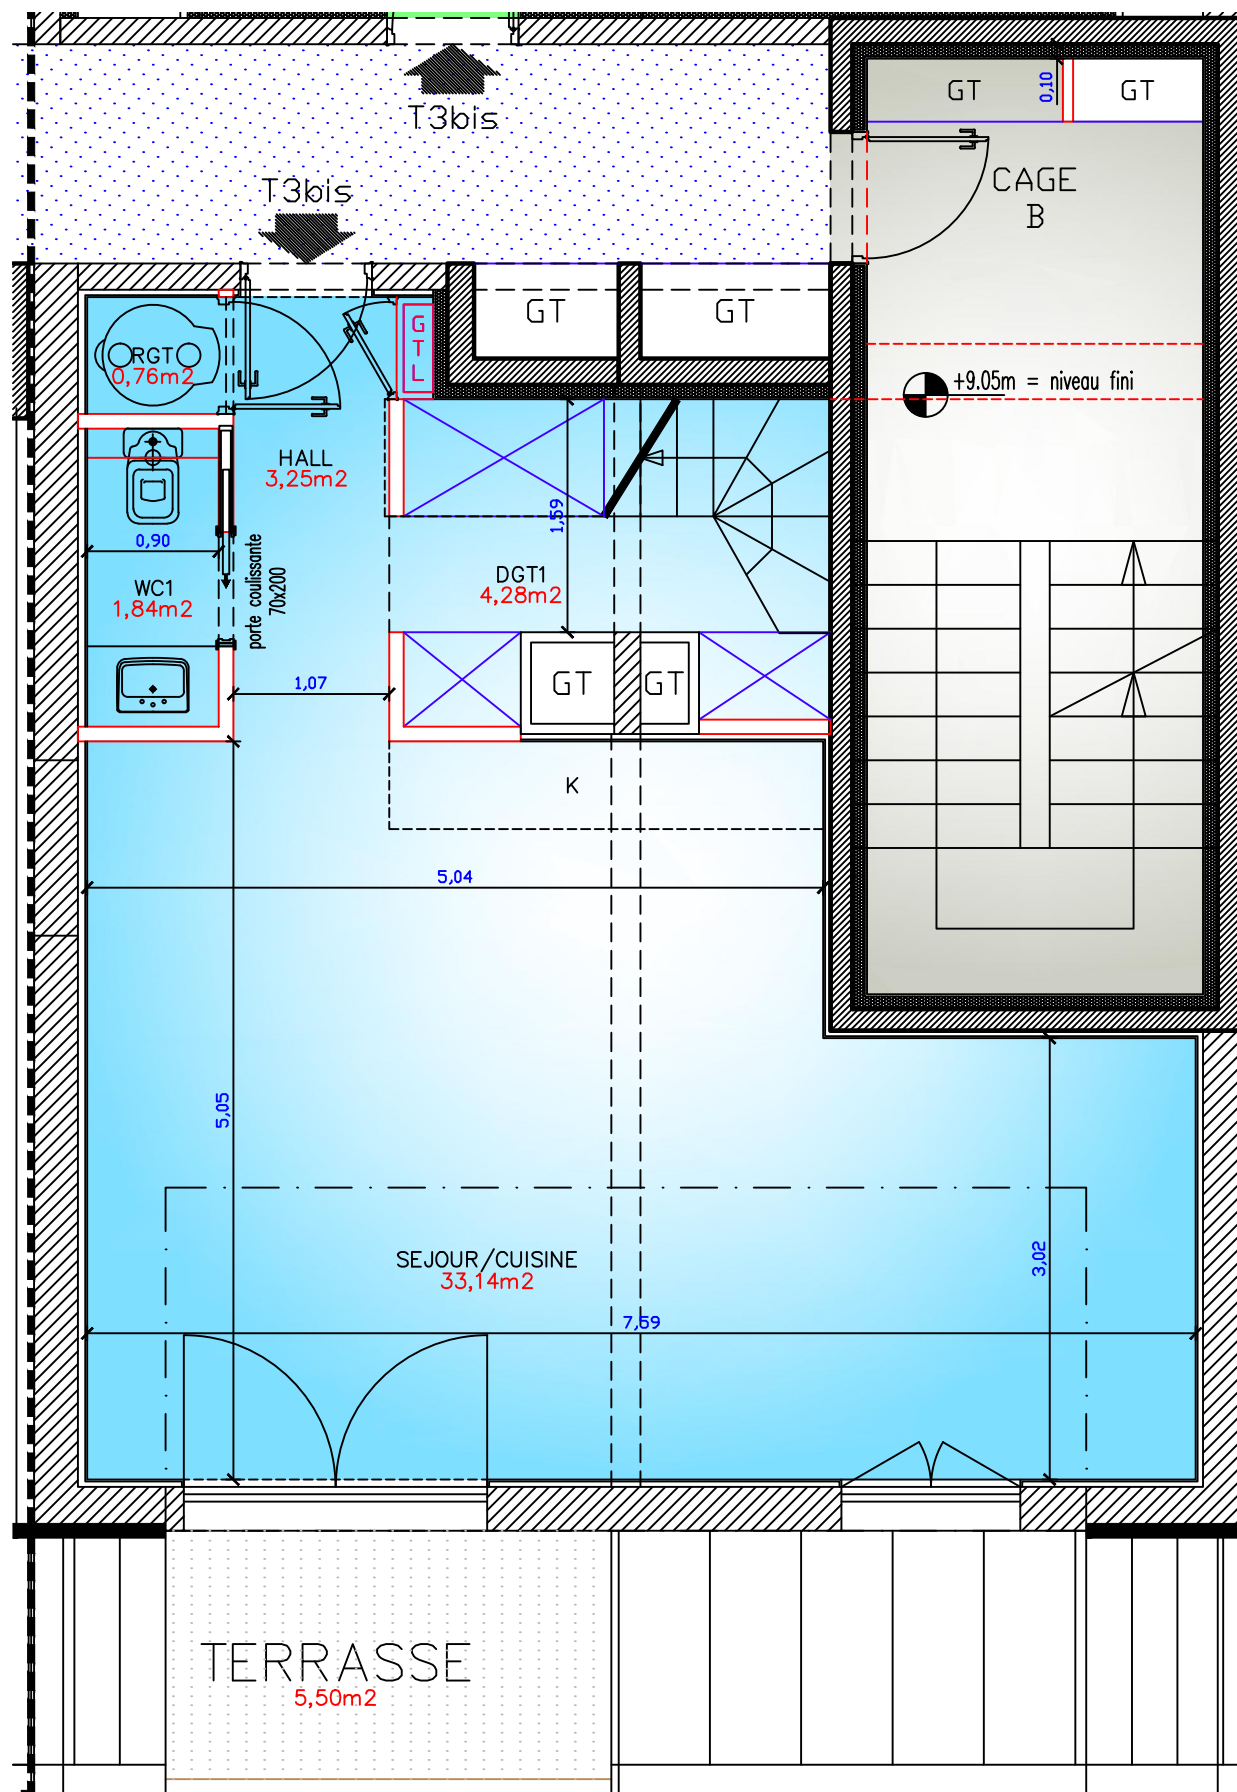 T3bis
T3bis
GT
GT
0,10
CAGE
B
GT
GT
GTL
RGT
0,76m2
+9.05m = niveau fini
HALL
3,25m2
1,59
0,90
porte coulissante
70x200
WC1
1,84m2
DGT1
4,28m2
GT
GT
1,07
K
5,04
5,05
SEJOUR/CUISINE
33,14m2
3,02
7,59
TERRASSE
5,50m2